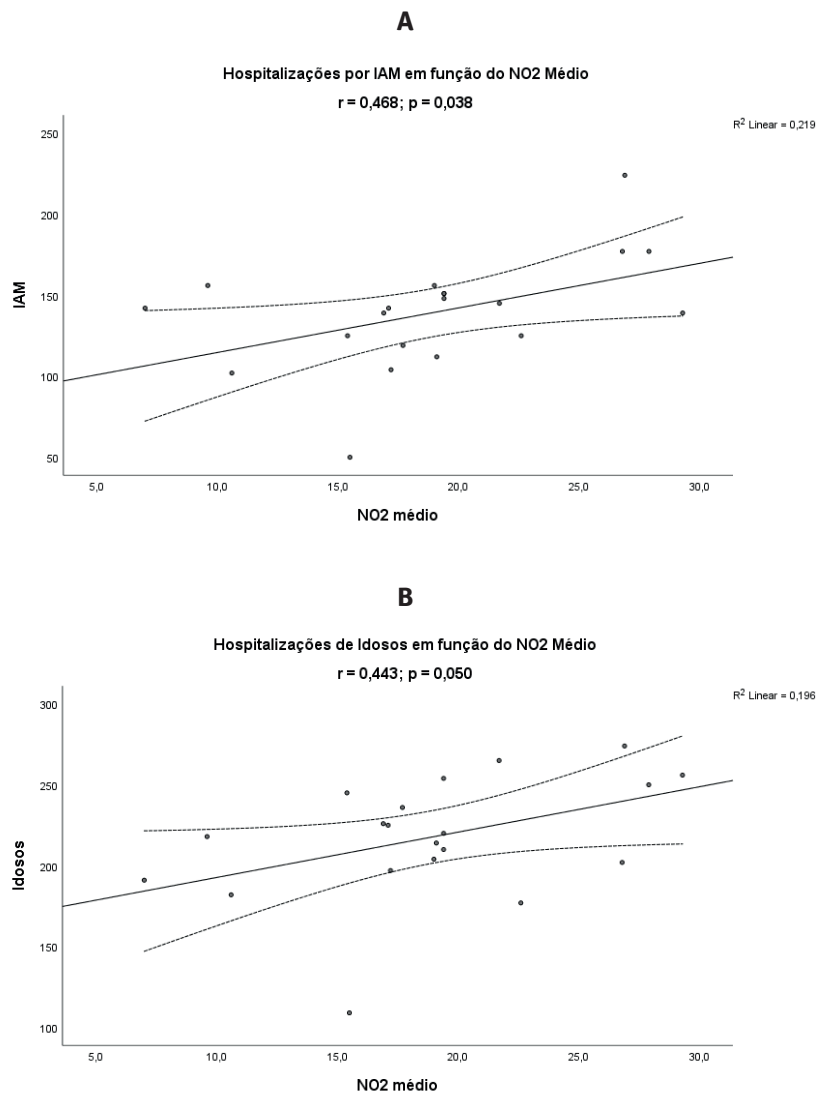 A
Hospitalizações por IAM em função do NO2 Médio
r = 0,468; p = 0,038
R2 Linear = 0,219
250
200
150
100
50
IAM
5,0 10,0 15,0 20,0 25,0 30,0
NO2 médio
B
Hospitalizações de Idosos em função do NO2 Médio
r = 0,443; p = 0,050
R2 Linear = 0,196
300
250
200
150
100
Idosos
5,0 10,0 15,0 20,0 25,0 30,0
NO2 médio